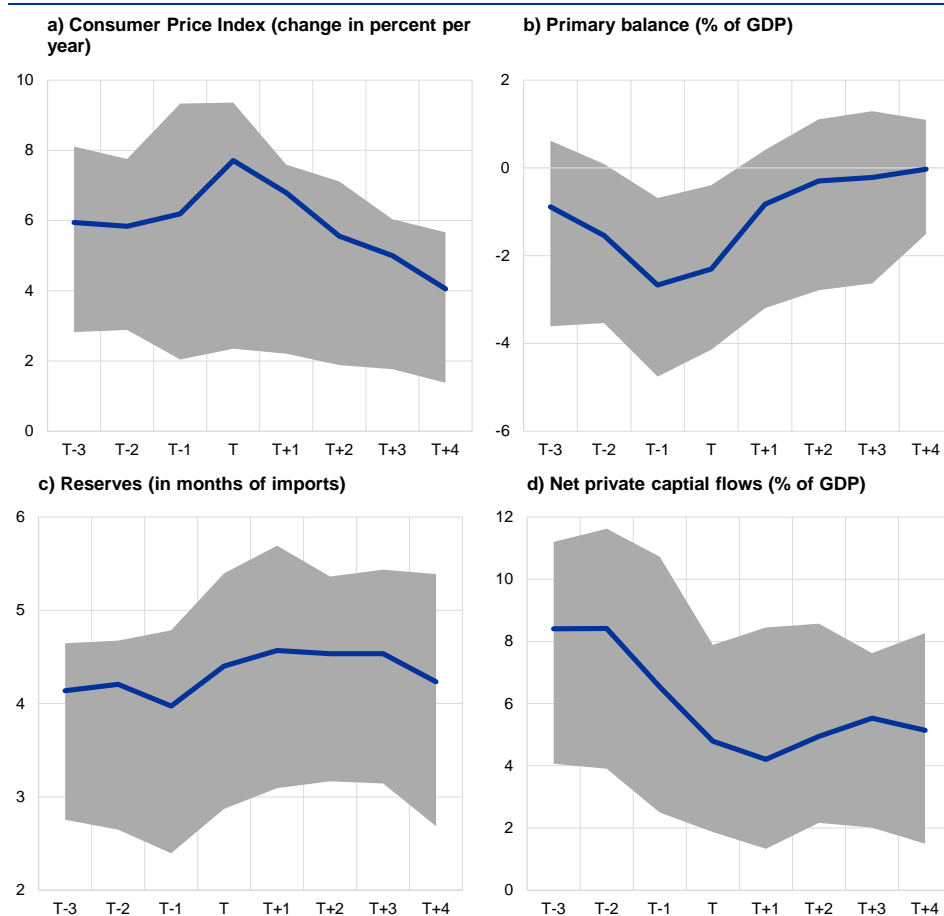 a) Consumer Price Index (change in percent per
year)
10
8
6
4
2
0
T-3 T-2 T-1 T T+1 T+2 T+3 T+4
b) Primary balance (% of GDP)
2
0
-2
-4
-6
T-3 T-2 T-1 T T+1 T+2 T+3 T+4
c) Reserves (in months of imports)
6
5
4
3
2
T-3 T-2 T-1 T T+1 T+2 T+3 T+4
d) Net private captial flows (% of GDP)
12
10
8
6
4
2
0
T-3 T-2 T-1 T T+1 T+2 T+3 T+4